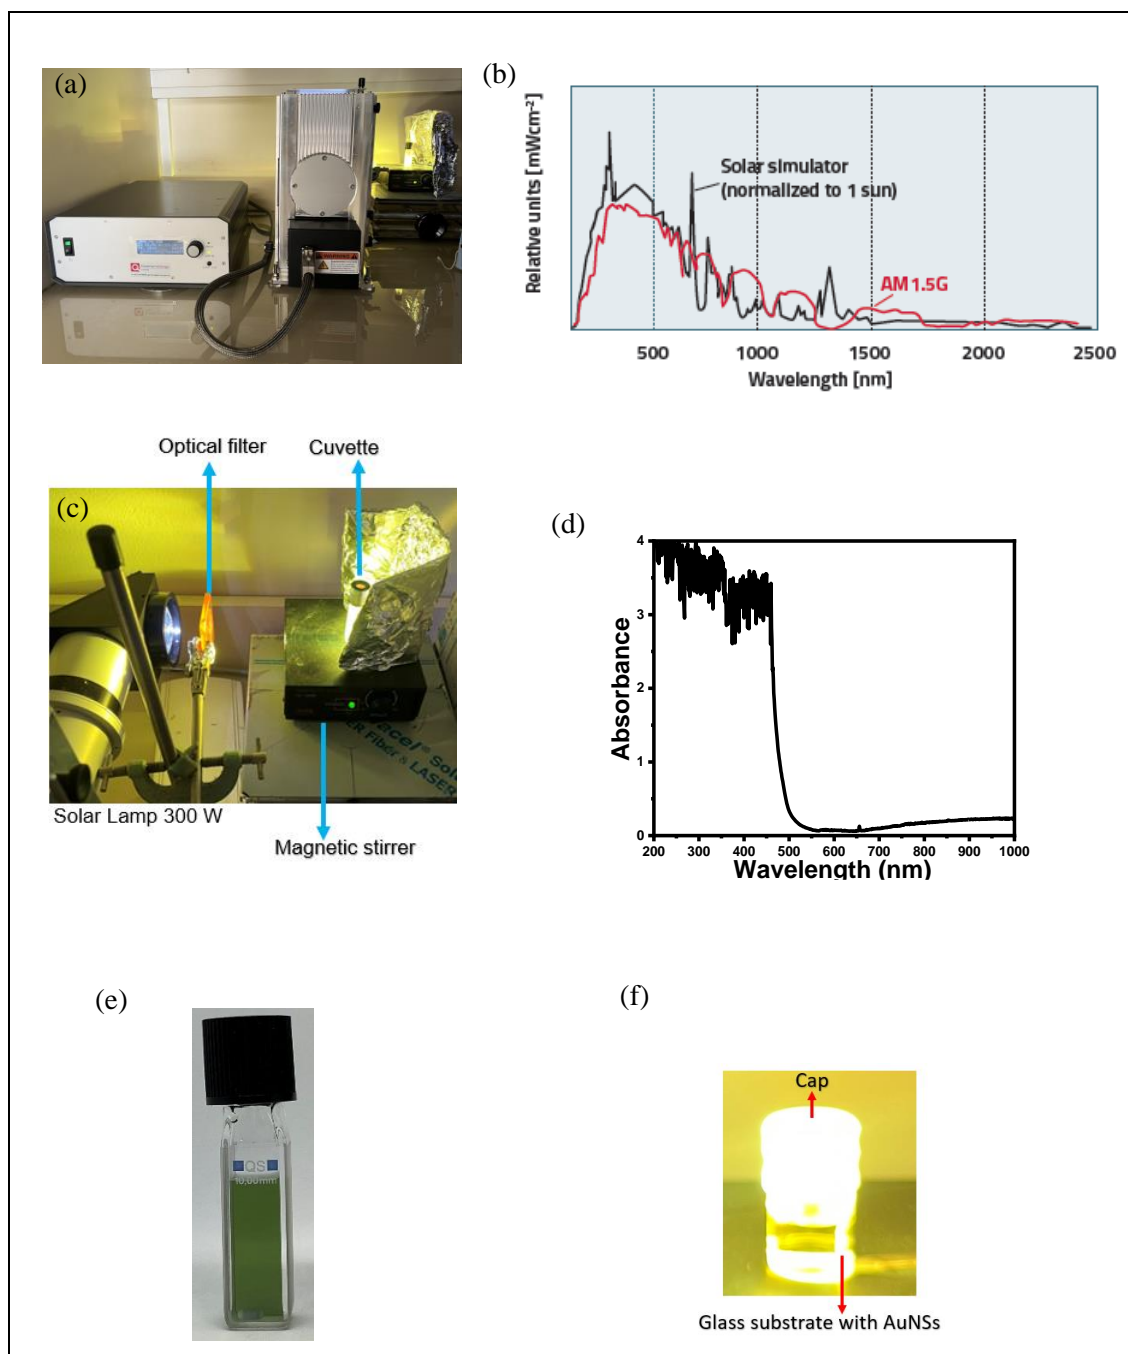 (a)
(b)
Relative units [mWcm⁻²]
Solar simulator
(normalized to 1 sun)
AM 1.5G
500 1000 1500 2000 2500
Wavelength [nm]
Optical filter
Cuvette
(c)
Solar Lamp 300 W
Magnetic stirrer
(d)
Absorbance
4
3
2
1
0
200 300 400 500 600 700 800 900 1000
Wavelength (nm)
(e)
QS
10,00mm
(f)
Cap
Glass substrate with AuNSs